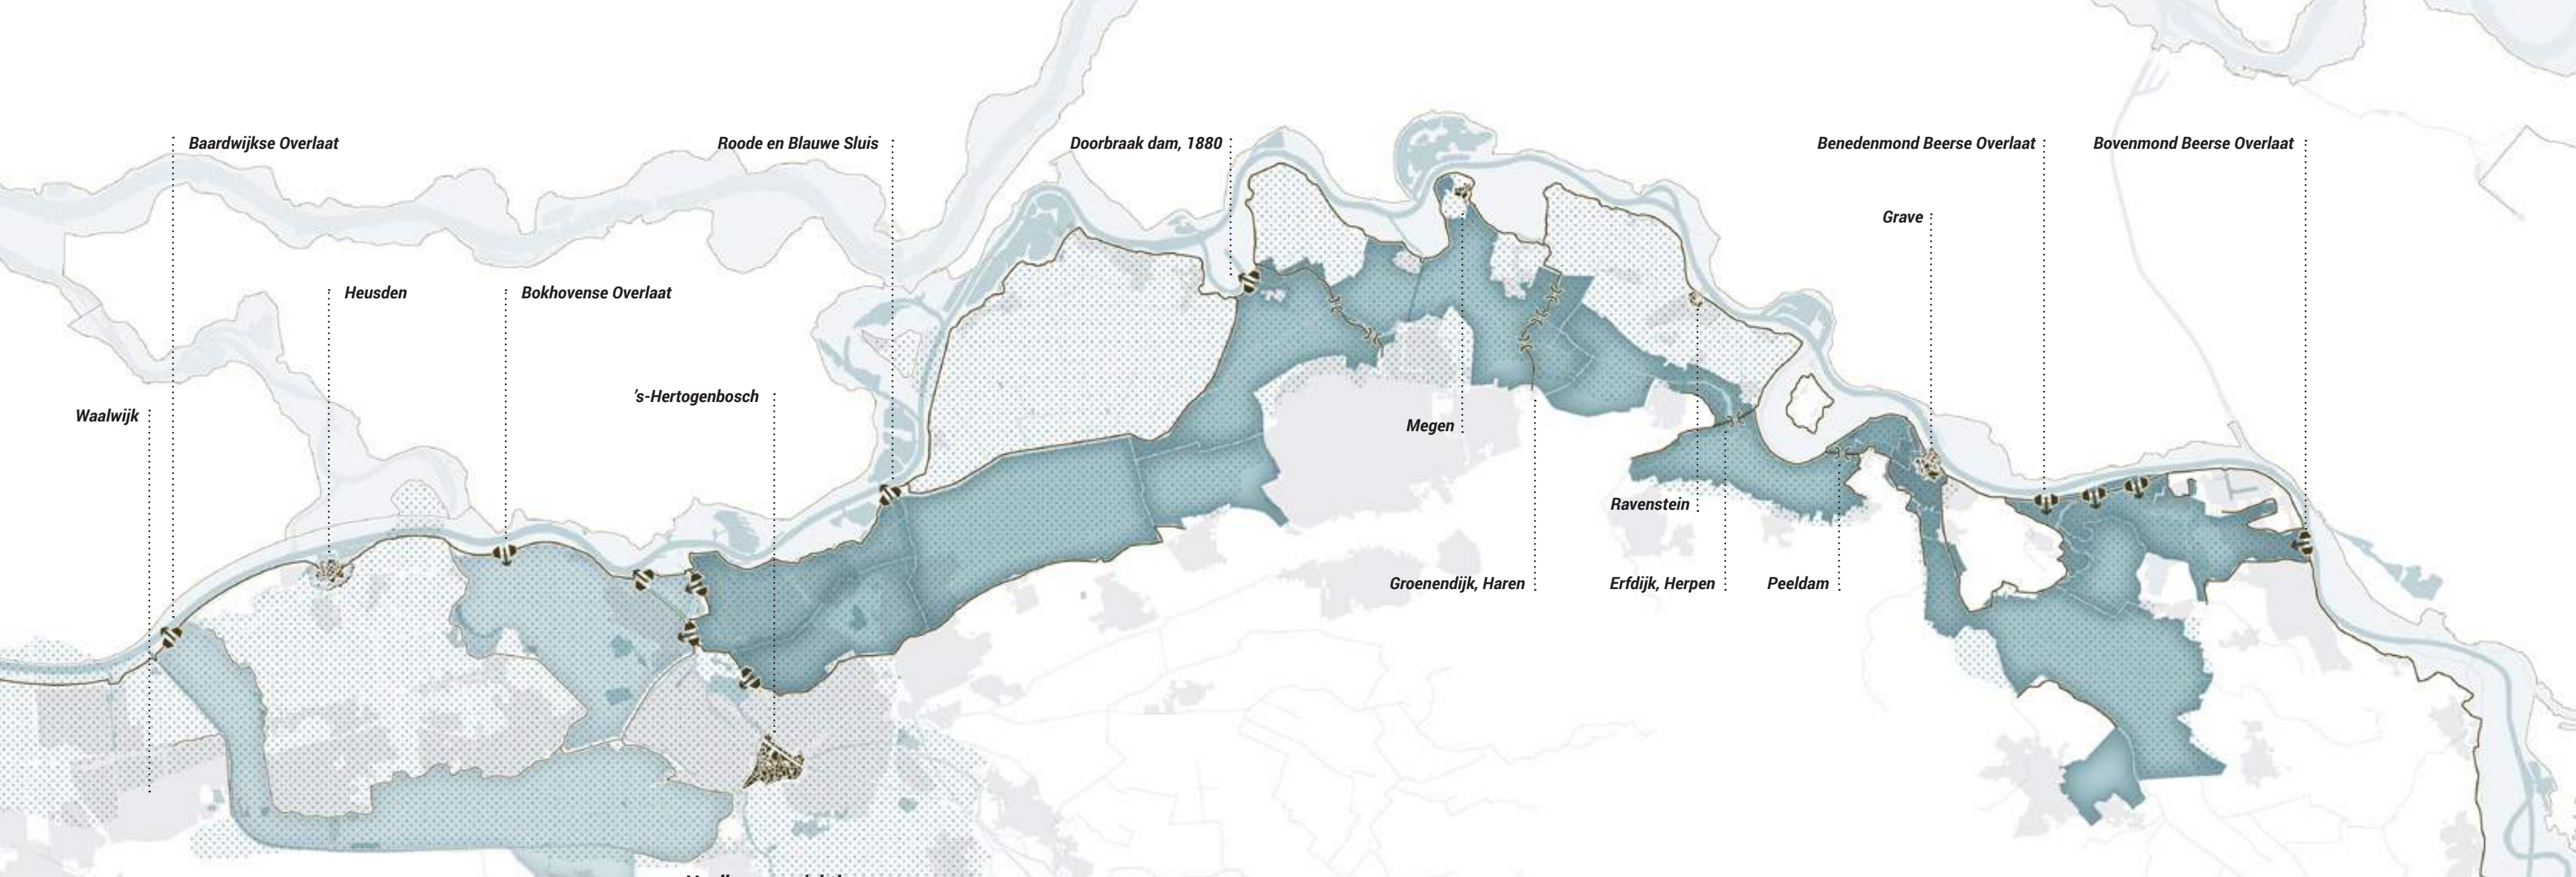 Baardwijkse Overlaat
Roode en Blauwe Sluis
Doorbraak dam, 1880
Benedenmond Beerse Overlaat
Bovenmond Beerse Overlaat
Grave
Heusden
Bokhovense Overlaat
's-Hertogenbosch
Waalwijk
Megen
Ravenstein
Groenendijk, Haren
Erfdijk, Herpen
Peeldam